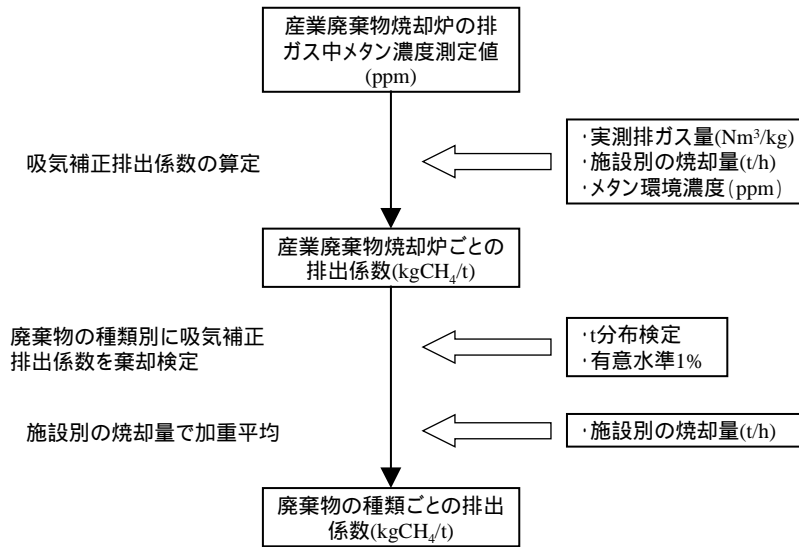 産業廃棄物焼却炉の排
ガス中メタン濃度測定値
(ppm)
吸気補正排出係数の算定
・実測排ガス量(Nm³/kg)
・施設別の焼却量(t/h)
・メタン環境濃度(ppm)
産業廃棄物焼却炉ごとの
排出係数(kgCH₄/t)
廃棄物の種類別に吸気補正
排出係数を棄却検定
・t分布検定
・有意水準1%
施設別の焼却量で加重平均
・施設別の焼却量(t/h)
廃棄物の種類ごとの排出
係数(kgCH₄/t)